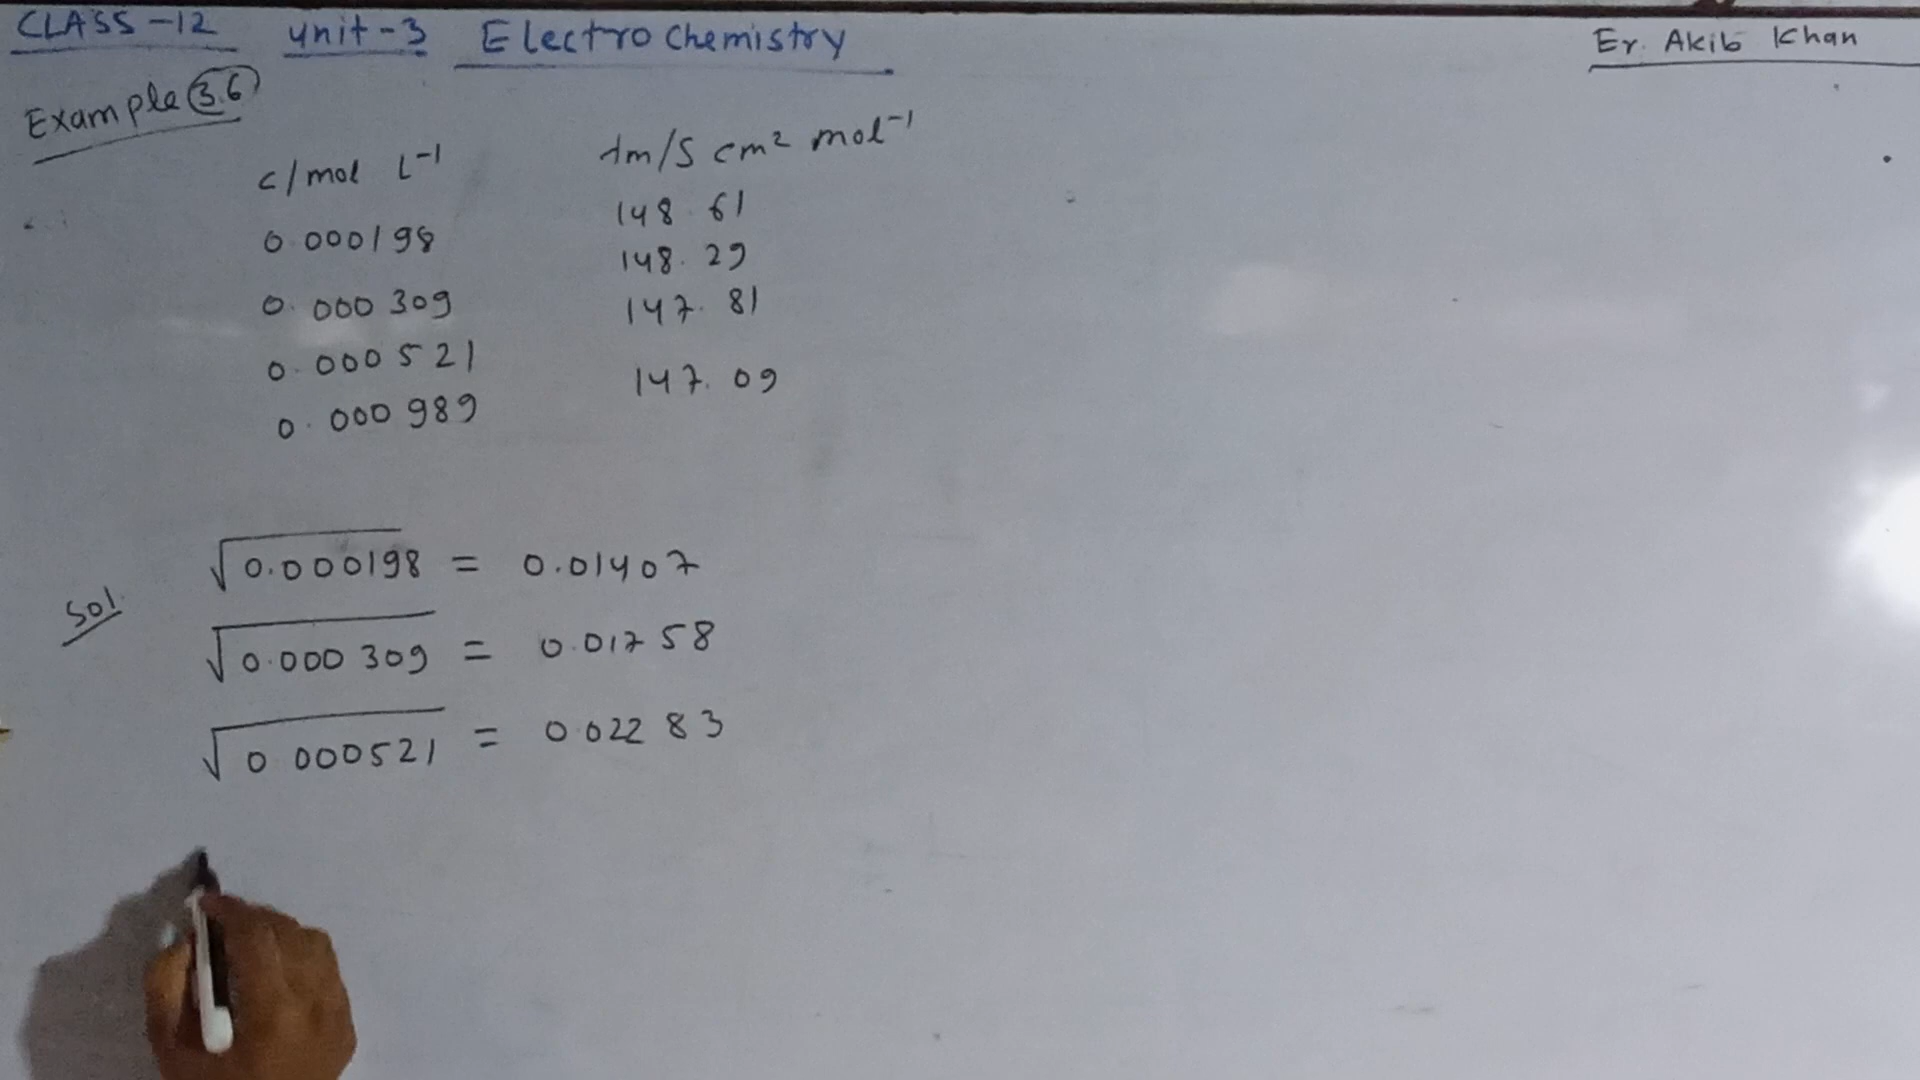 CLASS-12 unit-3 Electro Chemistry
Er. Akib Khan
Example 3.6
c/mol L⁻¹ Λm/S cm² mol⁻¹
0.000198 148.61
0.000309 148.29
0.000521 147.81
0.000989 147.09
Sol.
√0.000198 = 0.01407
√0.000309 = 0.01758
√0.000521 = 0.02283